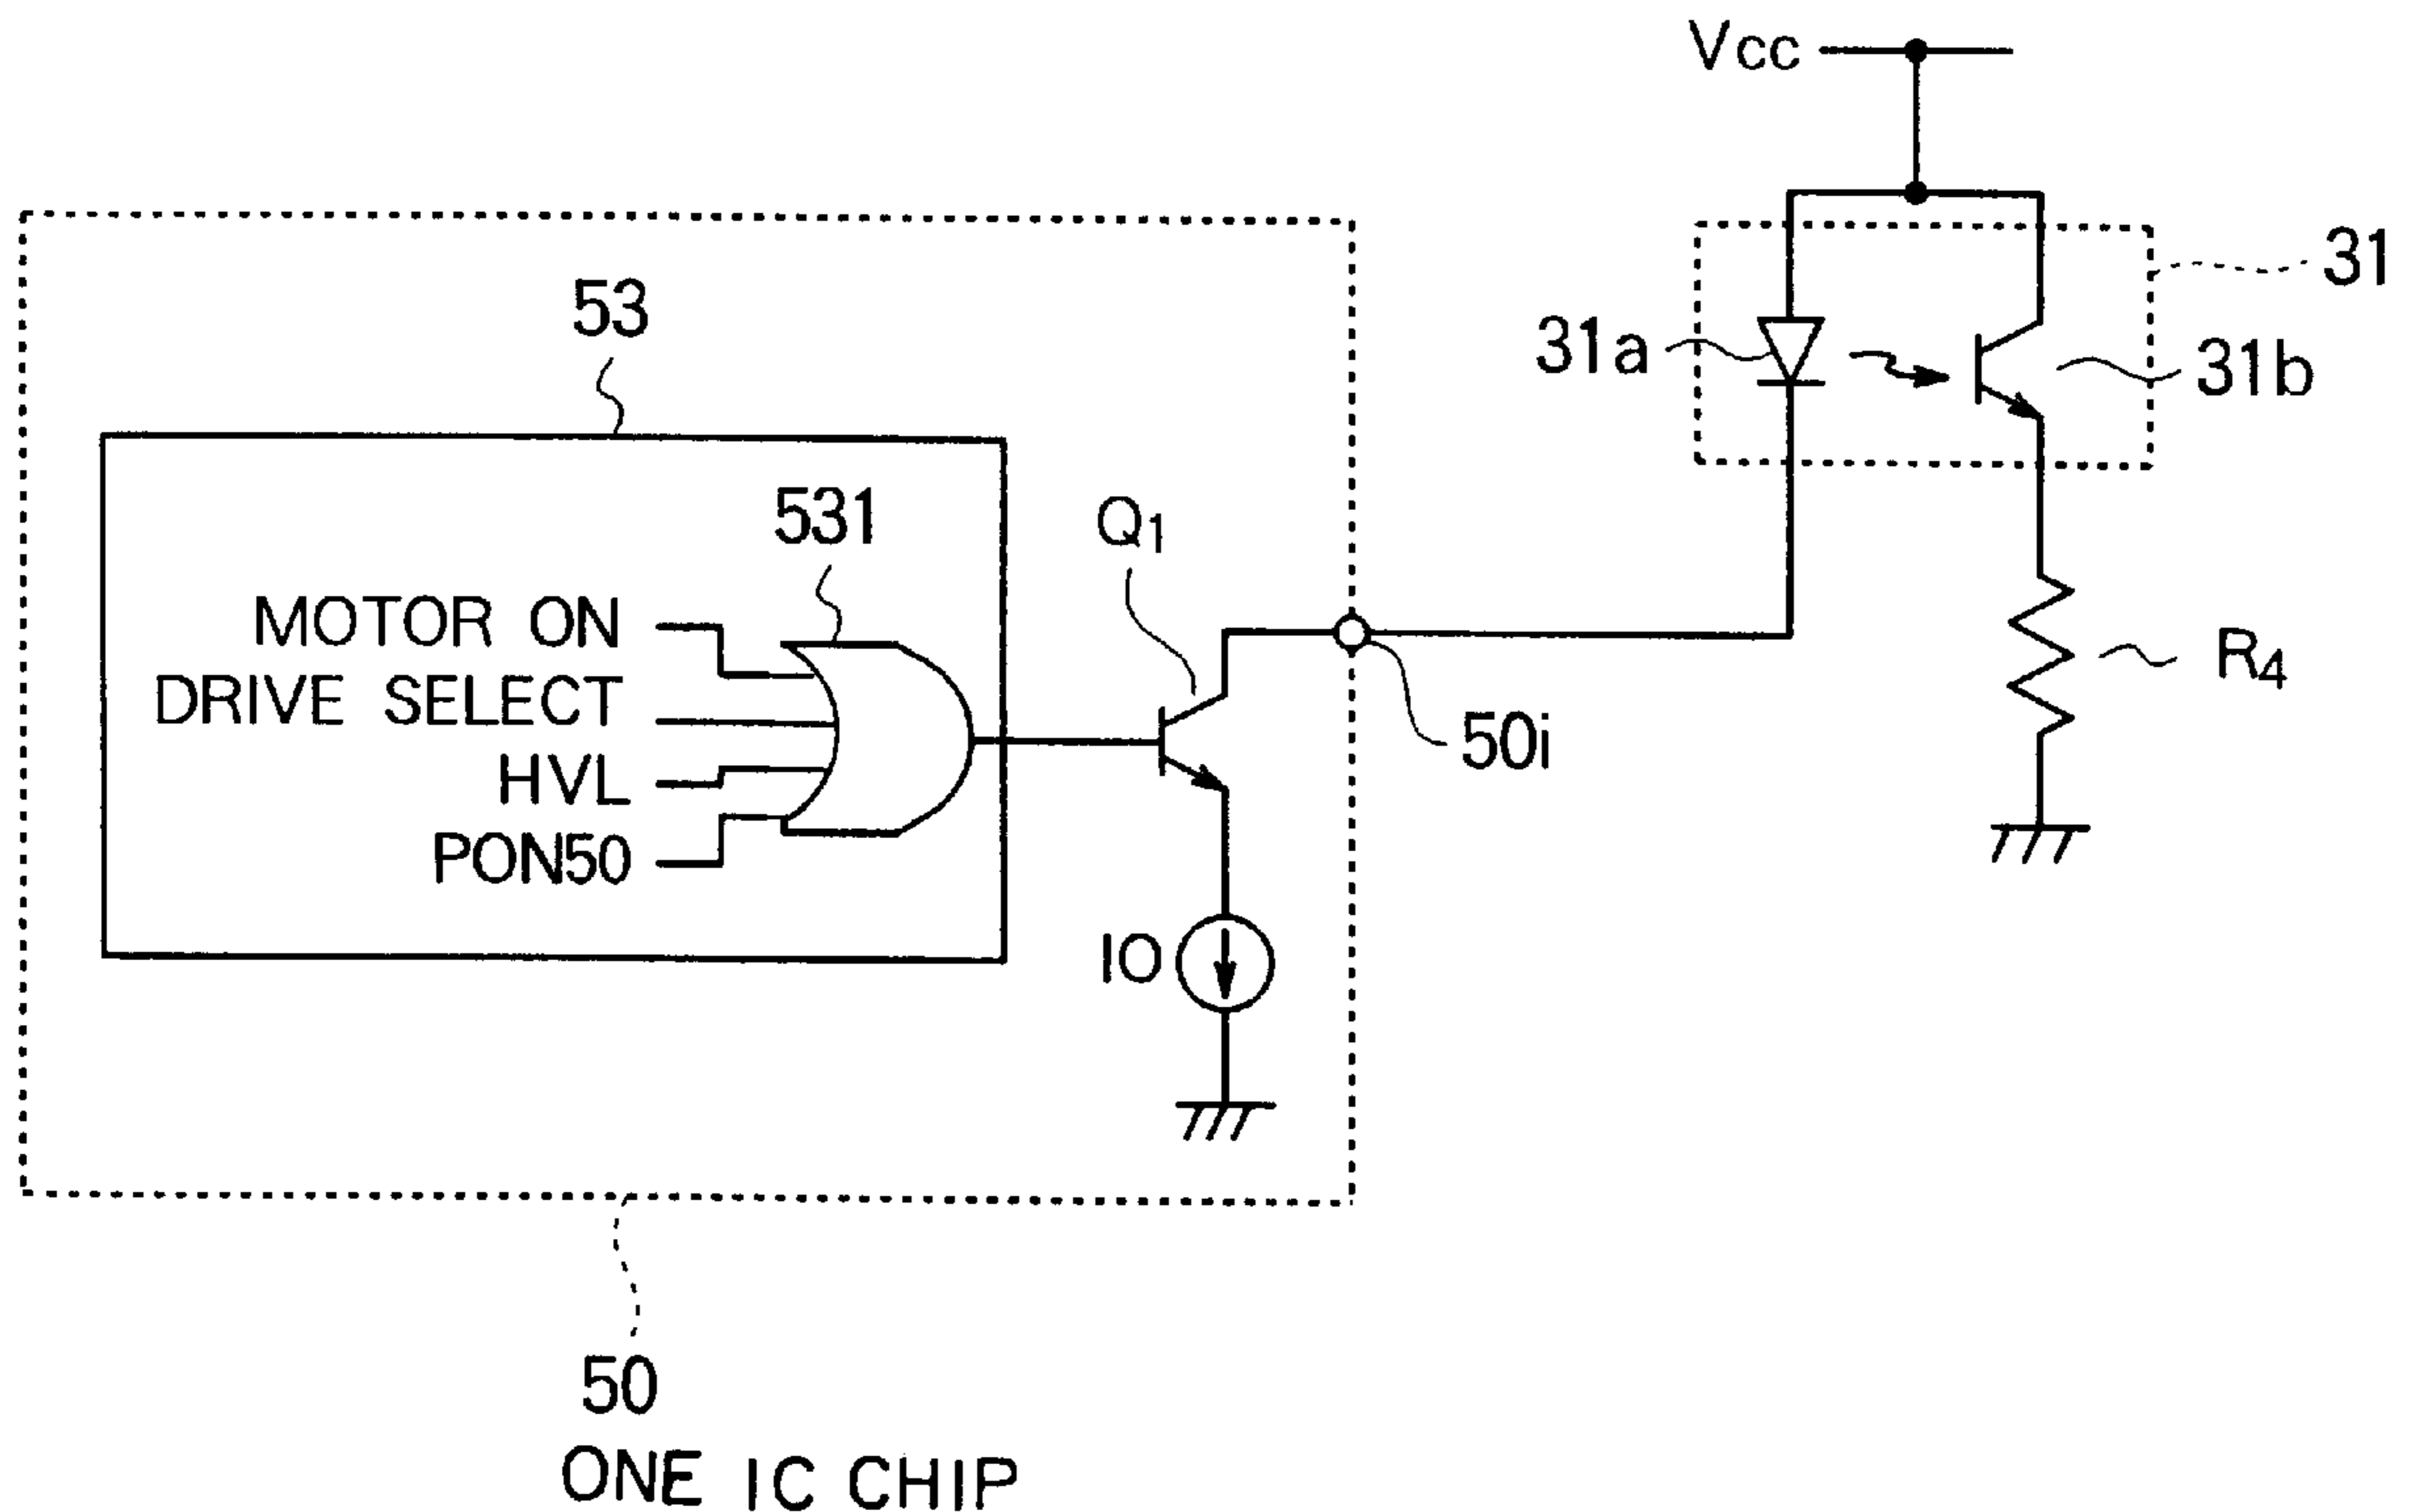 Vcc
31
53
31a
31b
531
Q1
MOTOR ON
DRIVE SELECT
HVL
PON50
R4
50i
IO
50
ONE IC CHIP